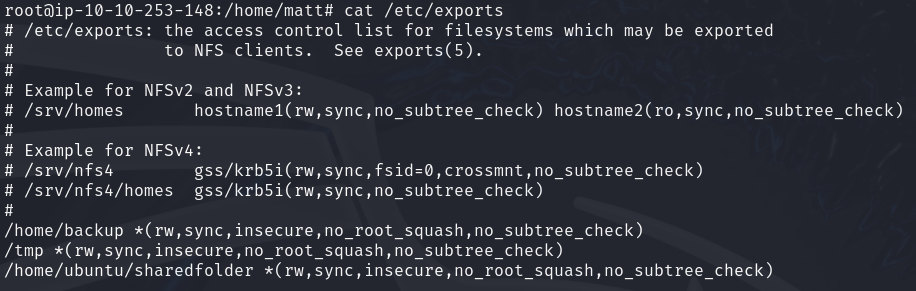 root@ip-10-10-253-148:/home/matt# cat /etc/exports
# /etc/exports: the access control list for filesystems which may be exported
#               to NFS clients.  See exports(5).
#
# Example for NFSv2 and NFSv3:
# /srv/homes       hostname1(rw,sync,no_subtree_check) hostname2(ro,sync,no_subtree_check)
#
# Example for NFSv4:
# /srv/nfs4        gss/krb5i(rw,sync,fsid=0,crossmnt,no_subtree_check)
# /srv/nfs4/homes  gss/krb5i(rw,sync,no_subtree_check)
#
/home/backup *(rw,sync,insecure,no_root_squash,no_subtree_check)
/tmp *(rw,sync,insecure,no_root_squash,no_subtree_check)
/home/ubuntu/sharedfolder *(rw,sync,insecure,no_root_squash,no_subtree_check)